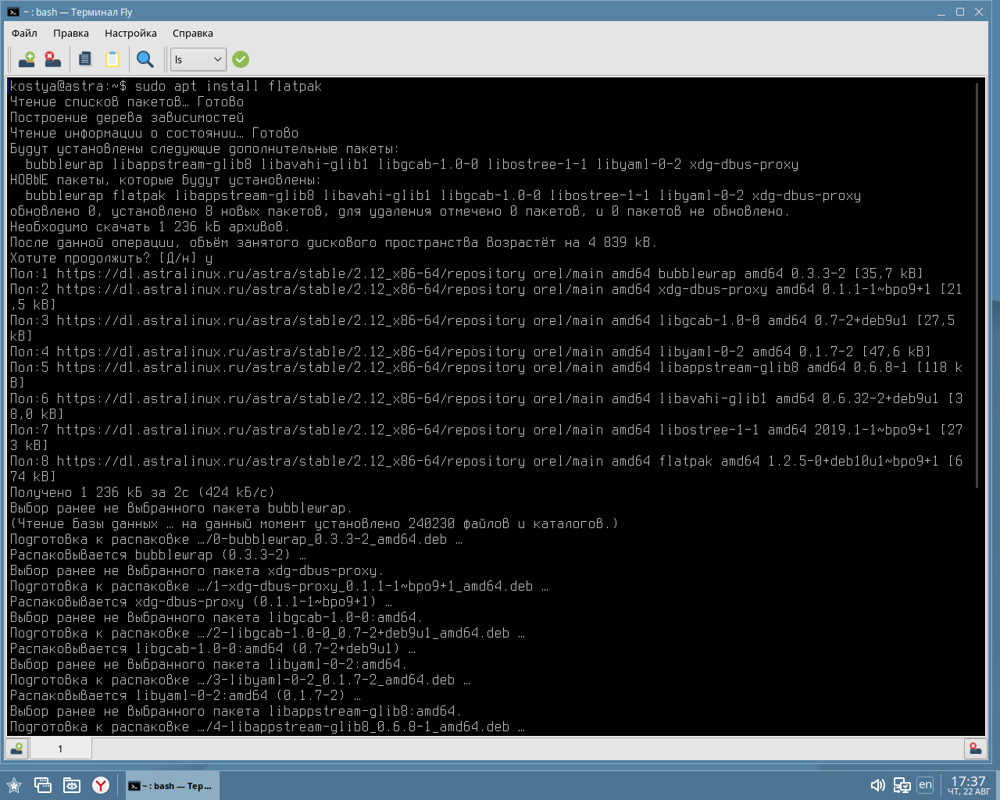 ~ : bash — Терминал Fly
Файл Правка Настройка Справка
ls
kostya@astra:~$ sudo apt install flatpak
Чтение списков пакетов… Готово
Построение дерева зависимостей
Чтение информации о состоянии… Готово
Будут установлены следующие дополнительные пакеты:
  bubblewrap libappstream-glib8 libavahi-glib1 libgcab-1.0-0 libostree-1-1 libyaml-0-2 xdg-dbus-proxy
НОВЫЕ пакеты, которые будут установлены:
  bubblewrap flatpak libappstream-glib8 libavahi-glib1 libgcab-1.0-0 libostree-1-1 libyaml-0-2 xdg-dbus-proxy
обновлено 0, установлено 8 новых пакетов, для удаления отмечено 0 пакетов, и 0 пакетов не обновлено.
Необходимо скачать 1 236 kБ архивов.
После данной операции, объём занятого дискового пространства возрастёт на 4 839 kB.
Хотите продолжить? [Д/н] y
Пол:1 https://dl.astralinux.ru/astra/stable/2.12_x86-64/repository orel/main amd64 bubblewrap amd64 0.3.3-2 [35,7 kB]
Пол:2 https://dl.astralinux.ru/astra/stable/2.12_x86-64/repository orel/main amd64 xdg-dbus-proxy amd64 0.1.1-1~bpo9+1 [21
,5 kB]
Пол:3 https://dl.astralinux.ru/astra/stable/2.12_x86-64/repository orel/main amd64 libgcab-1.0-0 amd64 0.7-2+deb9u1 [27,5
kB]
Пол:4 https://dl.astralinux.ru/astra/stable/2.12_x86-64/repository orel/main amd64 libyaml-0-2 amd64 0.1.7-2 [47,6 kB]
Пол:5 https://dl.astralinux.ru/astra/stable/2.12_x86-64/repository orel/main amd64 libappstream-glib8 amd64 0.6.8-1 [118 k
B]
Пол:6 https://dl.astralinux.ru/astra/stable/2.12_x86-64/repository orel/main amd64 libavahi-glib1 amd64 0.6.32-2+deb9u1 [3
8,0 kB]
Пол:7 https://dl.astralinux.ru/astra/stable/2.12_x86-64/repository orel/main amd64 libostree-1-1 amd64 2019.1-1~bpo9+1 [27
3 kB]
Пол:8 https://dl.astralinux.ru/astra/stable/2.12_x86-64/repository orel/main amd64 flatpak amd64 1.2.5-0+deb10u1~bpo9+1 [6
74 kB]
Получено 1 236 kБ за 2с (424 kБ/c)
Выбор ранее не выбранного пакета bubblewrap.
(Чтение базы данных … на данный момент установлено 240230 файлов и каталогов.)
Подготовка к распаковке …/0-bubblewrap_0.3.3-2_amd64.deb …
Распаковывается bubblewrap (0.3.3-2) …
Выбор ранее не выбранного пакета xdg-dbus-proxy.
Подготовка к распаковке …/1-xdg-dbus-proxy_0.1.1-1~bpo9+1_amd64.deb …
Распаковывается xdg-dbus-proxy (0.1.1-1~bpo9+1) …
Выбор ранее не выбранного пакета libgcab-1.0-0:amd64.
Подготовка к распаковке …/2-libgcab-1.0-0_0.7-2+deb9u1_amd64.deb …
Распаковывается libgcab-1.0-0:amd64 (0.7-2+deb9u1) …
Выбор ранее не выбранного пакета libyaml-0-2:amd64.
Подготовка к распаковке …/3-libyaml-0-2_0.1.7-2_amd64.deb …
Распаковывается libyaml-0-2:amd64 (0.1.7-2) …
Выбор ранее не выбранного пакета libappstream-glib8:amd64.
Подготовка к распаковке …/4-libappstream-glib8_0.6.8-1_amd64.deb …
1
~ : bash — Тер… en 17:37
ЧТ, 22 АВГ